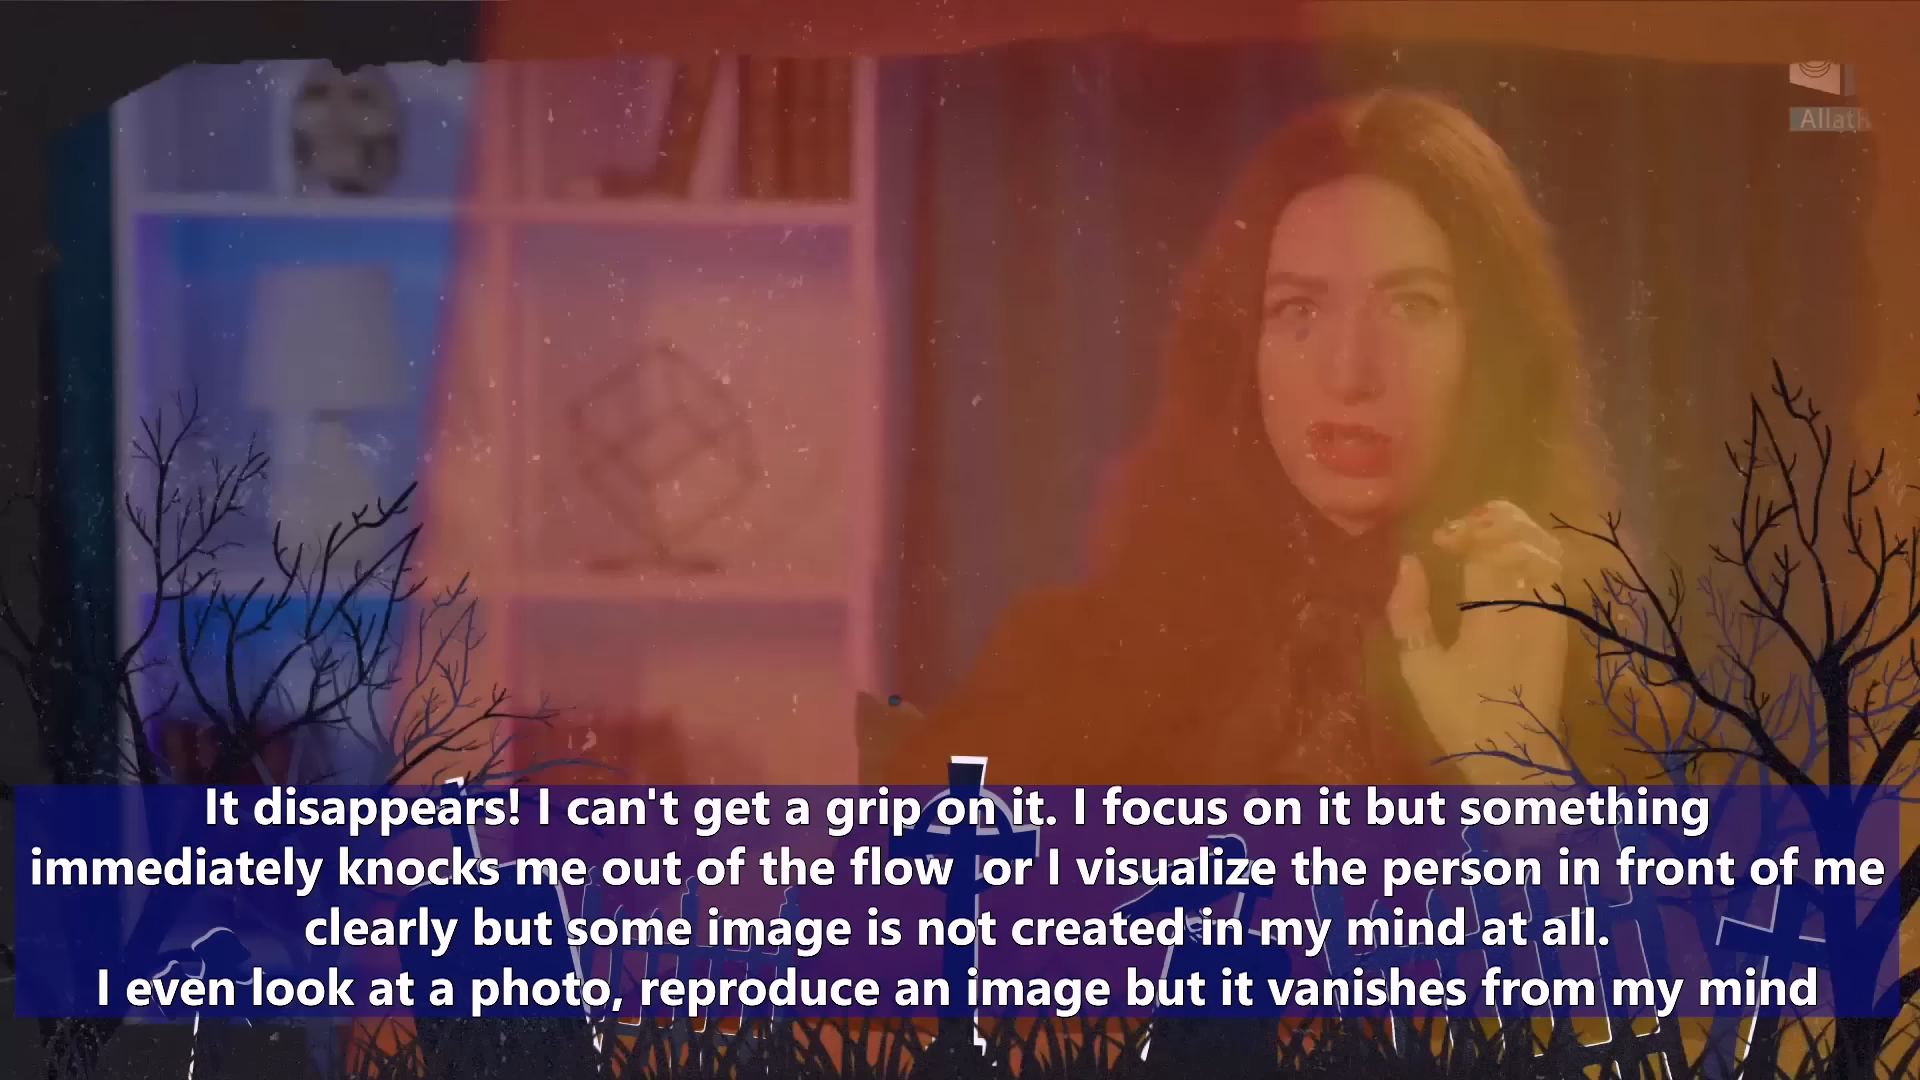 AllatR
It disappears! I can't get a grip on it. I focus on it but something
immediately knocks me out of the flow  or I visualize the person in front of me
clearly but some image is not created in my mind at all.
I even look at a photo, reproduce an image but it vanishes from my mind